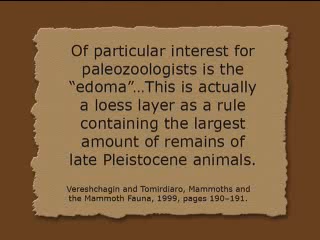 Of particular interest for
paleozoologists is the
“edoma”…This is actually
a loess layer as a rule
containing the largest
amount of remains of
late Pleistocene animals.
Vereshchagin and Tomirdiaro, Mammoths and
the Mammoth Fauna, 1999, pages 190–191.